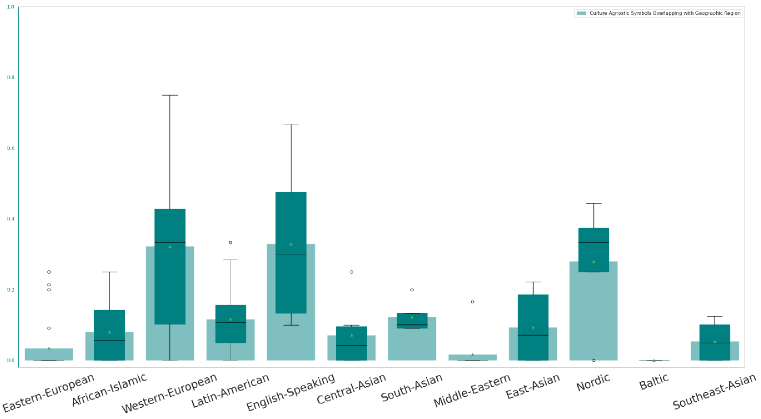 1.0
Culture Agnostic Symbols Overlapping with Geographic Region
0.8
0.6
0.4
0.2
0.0
Eastern-European
African-Islamic
Western-European
Latin-American
English-Speaking
Central-Asian
South-Asian
Middle-Eastern
East-Asian
Nordic
Baltic
Southeast-Asian